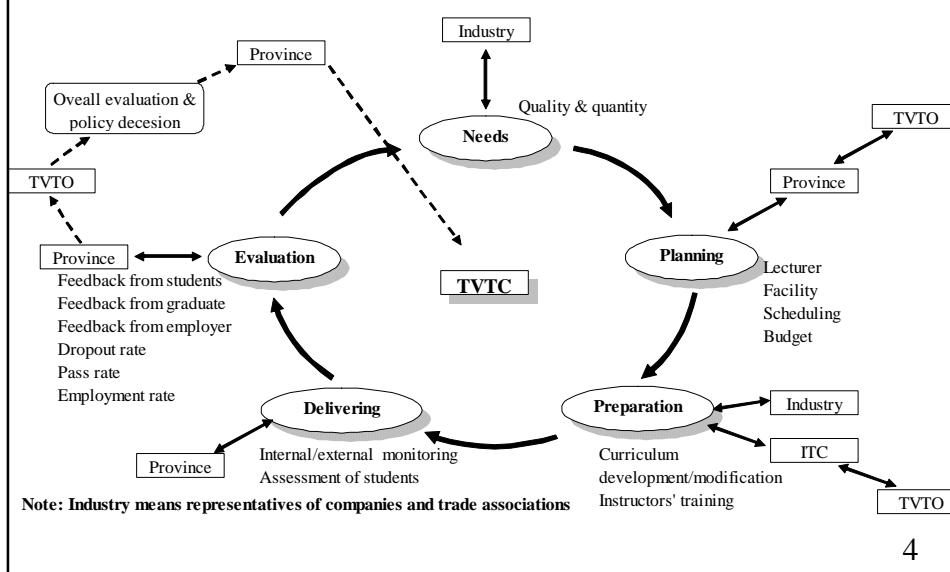 Industry
Province
Oveall evaluation &
policy decesion
Quality & quantity
Needs
TVTO
Province
TVTO
Province
Evaluation
Planning
Feedback from students
Feedback from graduate
Feedback from employer
Dropout rate
Pass rate
Employment rate
TVTC
Lecturer
Facility
Scheduling
Budget
Delivering
Preparation
Industry
Province
Internal/external monitoring
Assessment of students
Curriculum
development/modification
Instructors' training
ITC
TVTO
Note: Industry means representatives of companies and trade associations
4